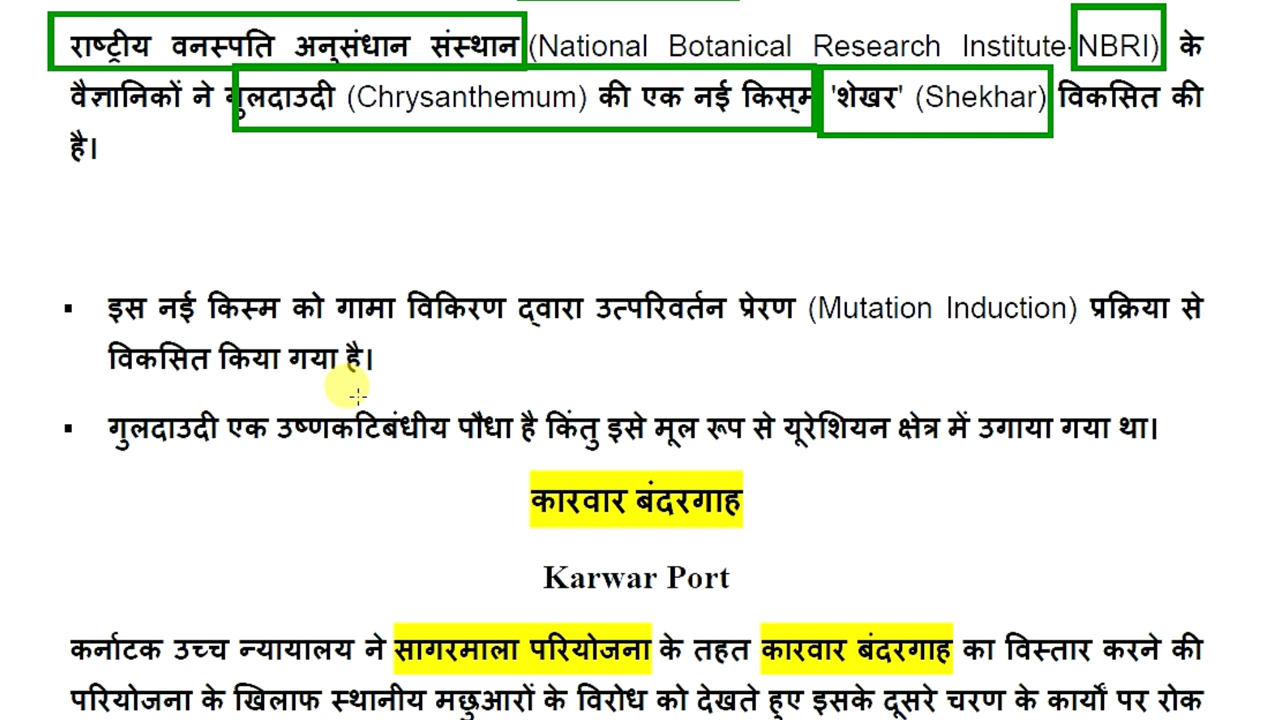 राष्ट्रीय वनस्पति अनुसंधान संस्थान (National Botanical Research Institute-NBRI) के
वैज्ञानिकों ने गुलदाउदी (Chrysanthemum) की एक नई किस्म 'शेखर' (Shekhar) विकसित की
है।
▪ इस नई किस्म को गामा विकिरण द्वारा उत्परिवर्तन प्रेरण (Mutation Induction) प्रक्रिया से
विकसित किया गया है।
▪ गुलदाउदी एक उष्णकटिबंधीय पौधा है किंतु इसे मूल रूप से यूरेशियन क्षेत्र में उगाया गया था।
कारवार बंदरगाह
Karwar Port
कर्नाटक उच्च न्यायालय ने सागरमाला परियोजना के तहत कारवार बंदरगाह का विस्तार करने की
परियोजना के खिलाफ स्थानीय मछुआरों के विरोध को देखते हुए इसके दूसरे चरण के कार्यों पर रोक